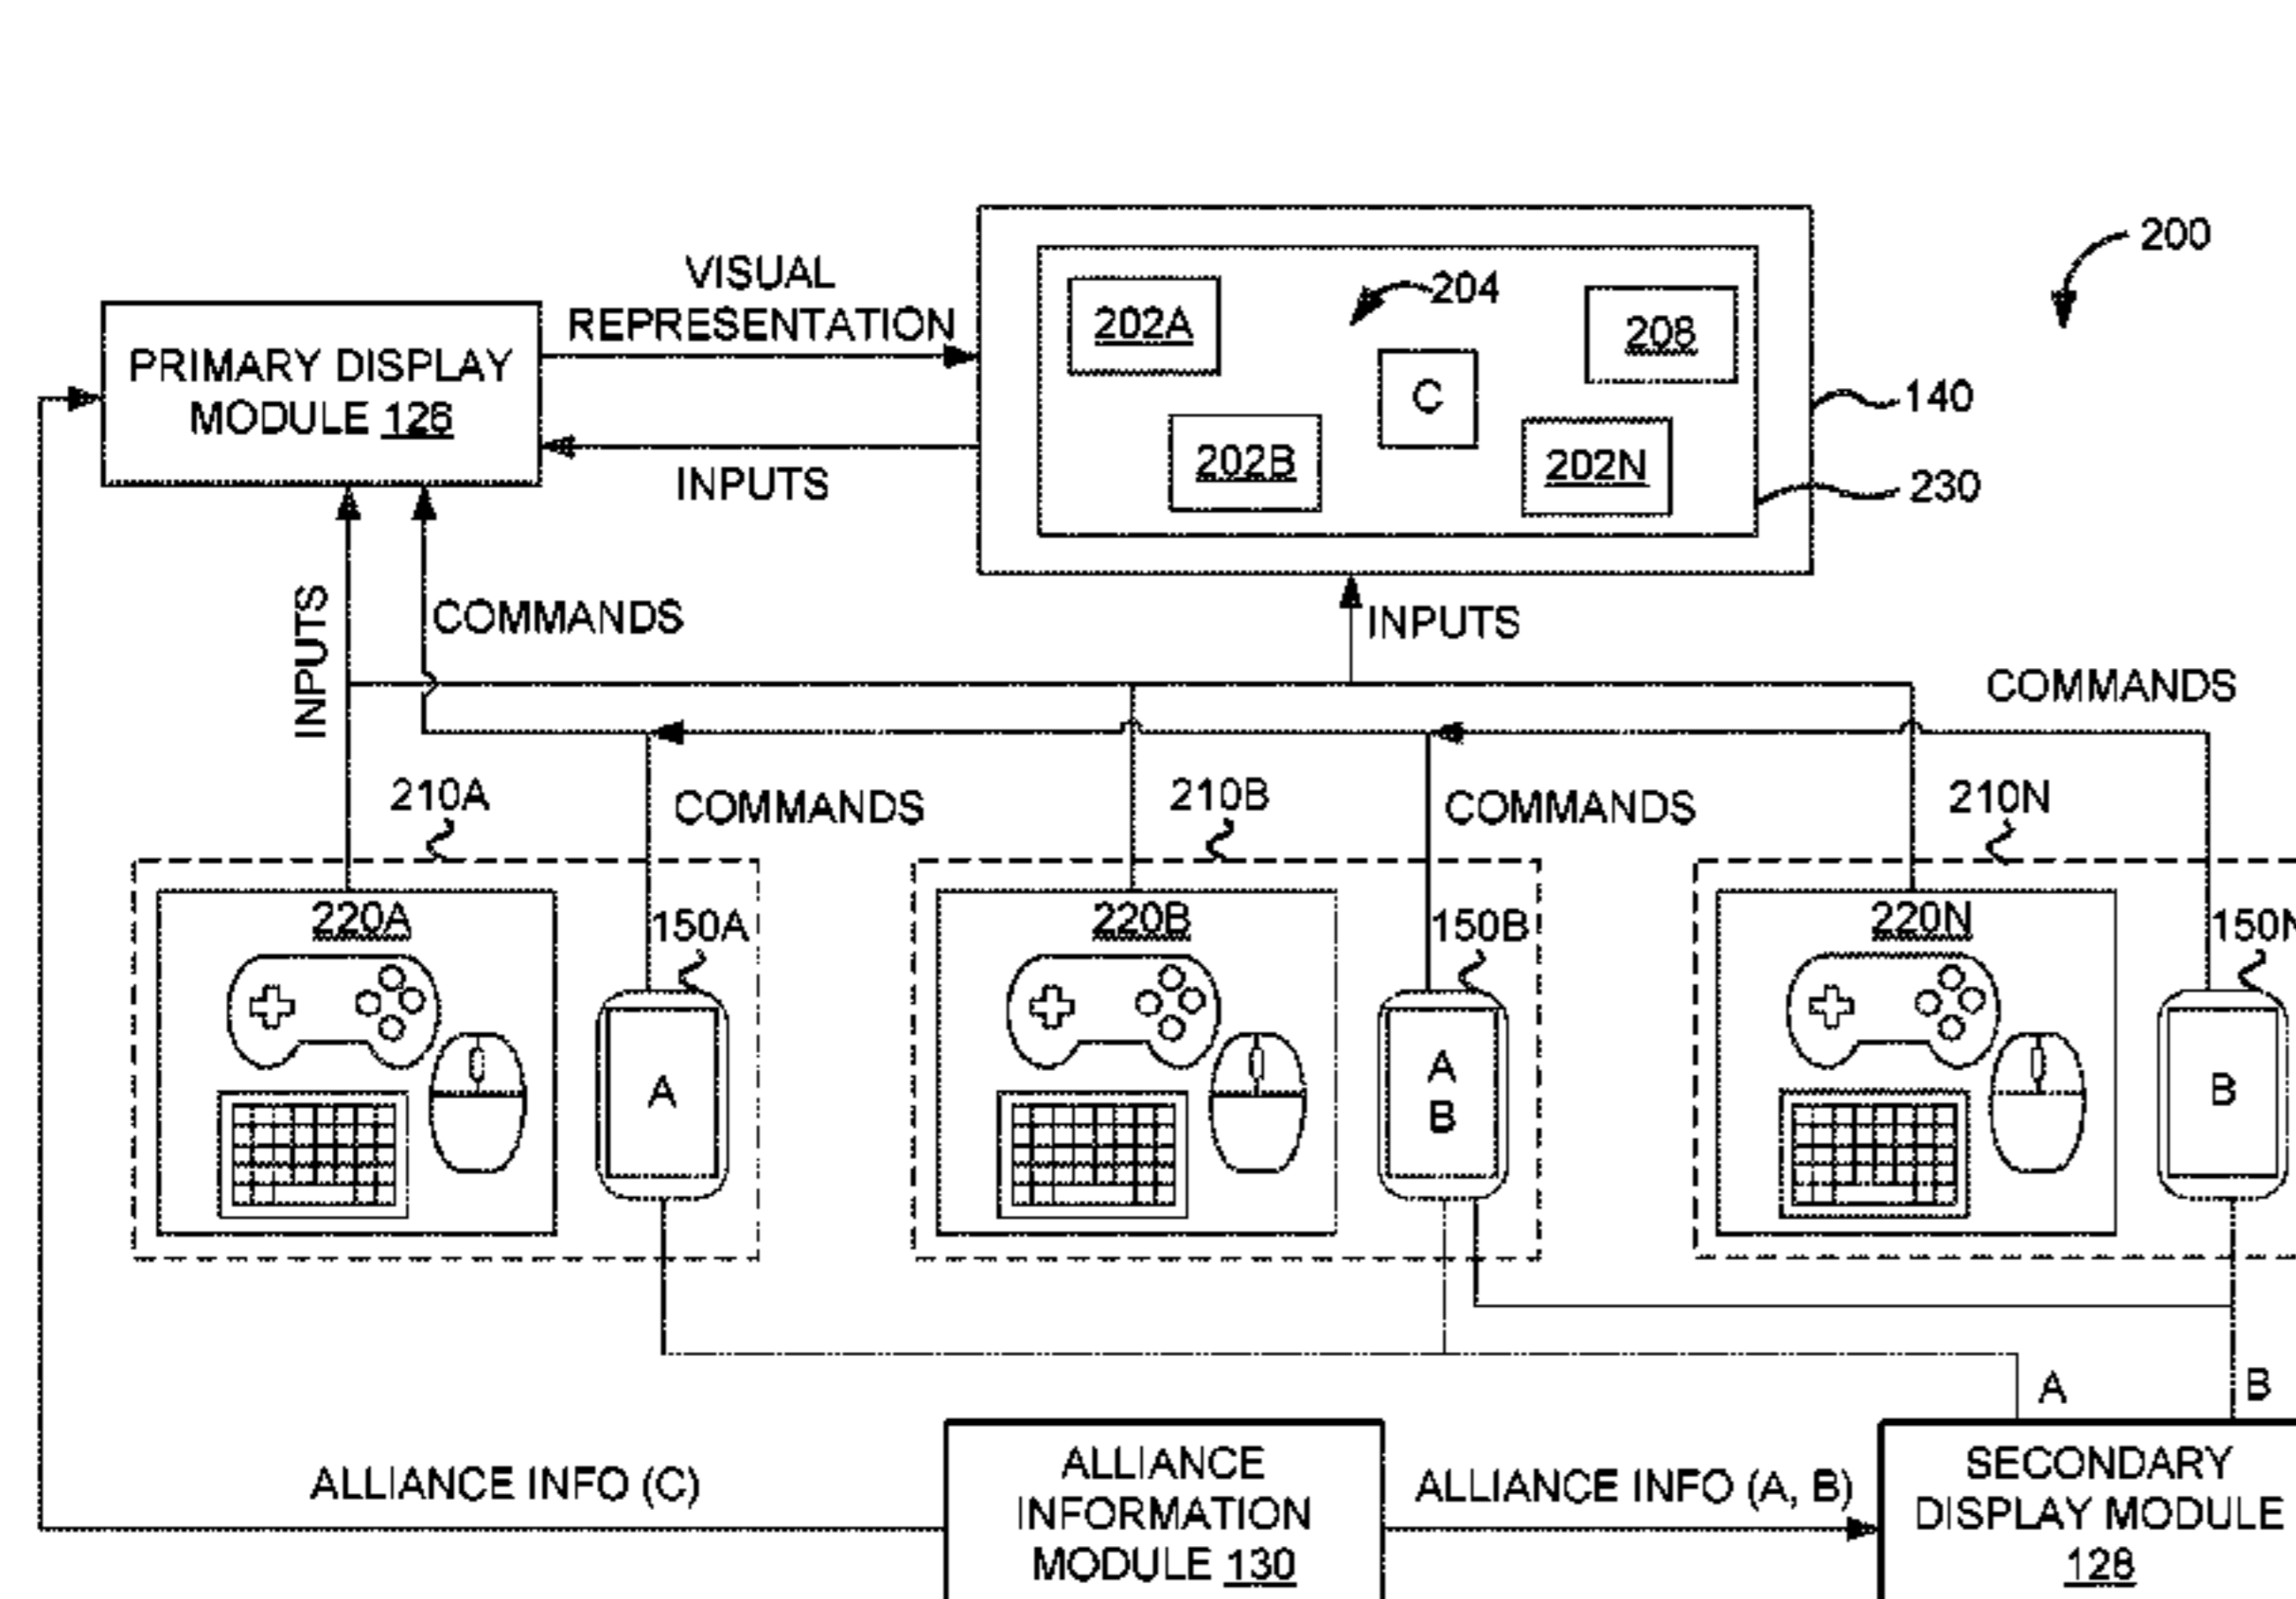 200
VISUAL
REPRESENTATION
204
202A
208
PRIMARY DISPLAY
MODULE 126
C
140
202B
202N
INPUTS
230
INPUTS
COMMANDS
INPUTS
COMMANDS
210A
COMMANDS
210B
COMMANDS
210N
220A
150A
220B
150B
220N
150N
A
A
B
B
A
B
ALLIANCE INFO (C)
ALLIANCE
INFORMATION
MODULE 130
ALLIANCE INFO (A, B)
SECONDARY
DISPLAY MODULE
128